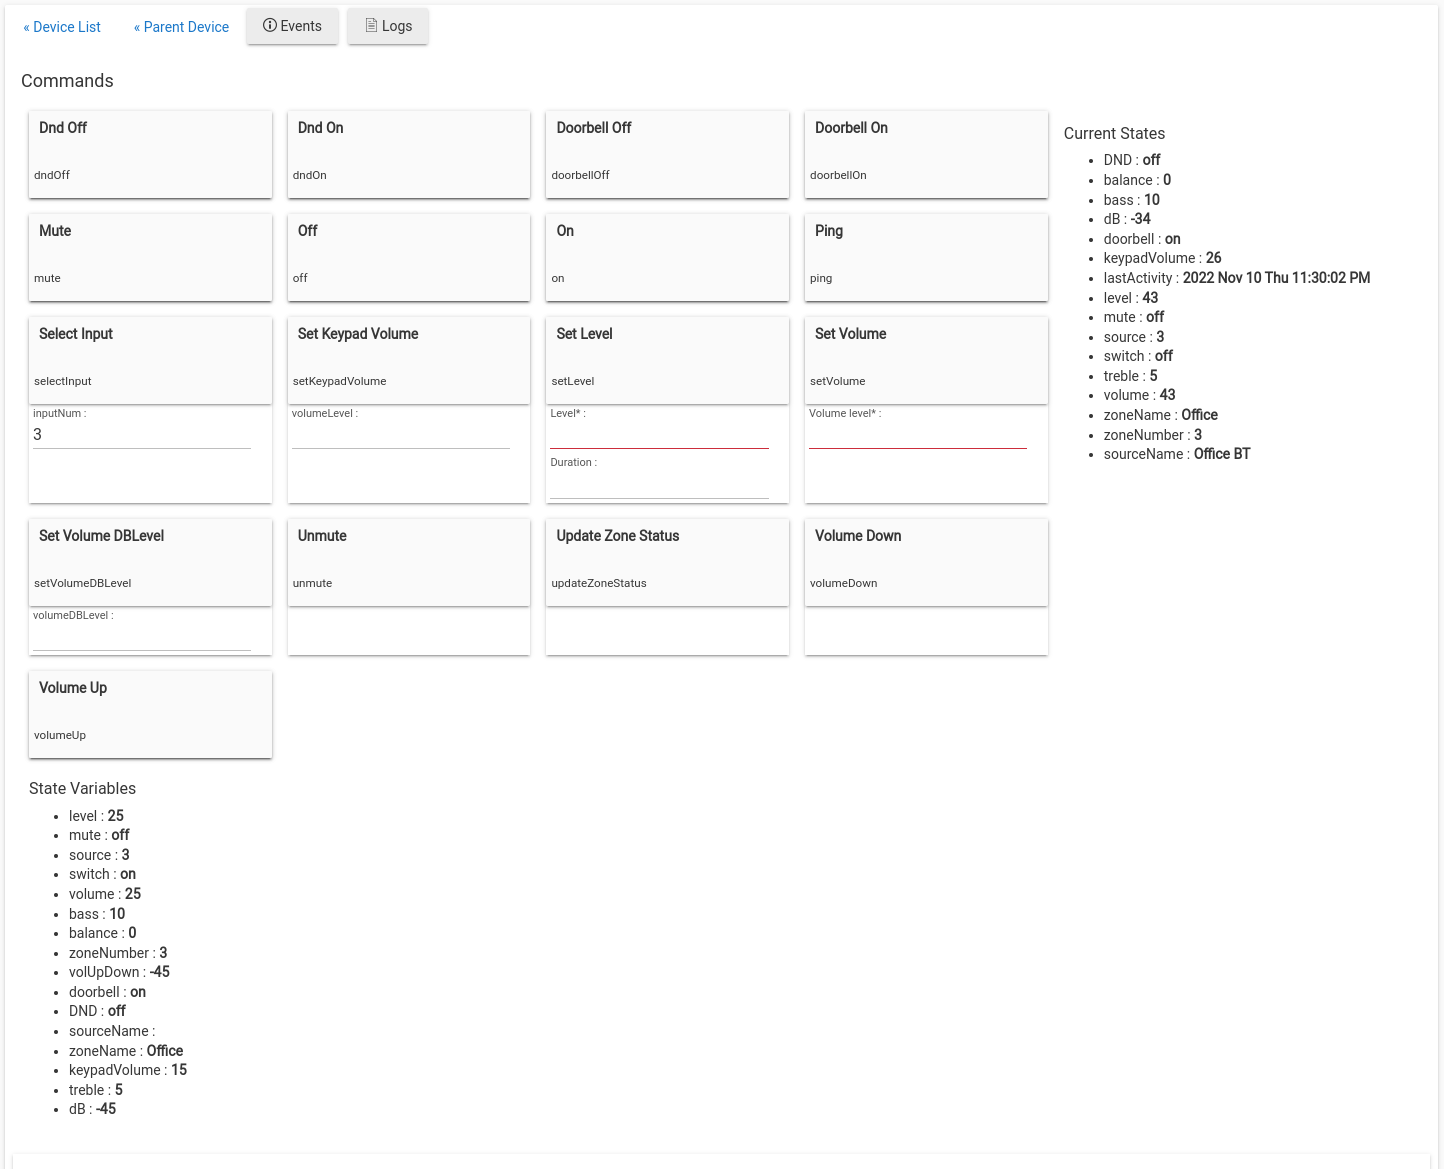 « Device List « Parent Device Events Logs
Commands
Dnd Off
dndOff
Dnd On
dndOn
Doorbell Off
doorbellOff
Doorbell On
doorbellOn
Mute
mute
Off
off
On
on
Ping
ping
Select Input
selectInput
inputNum :
3
Set Keypad Volume
setKeypadVolume
volumeLevel :
Set Level
setLevel
Level* :
Duration :
Set Volume
setVolume
Volume level* :
Set Volume DBLevel
setVolumeDBLevel
volumeDBLevel :
Unmute
unmute
Update Zone Status
updateZoneStatus
Volume Down
volumeDown
Volume Up
volumeUp
Current States
• DND : off
• balance : 0
• bass : 10
• dB : -34
• doorbell : on
• keypadVolume : 26
• lastActivity : 2022 Nov 10 Thu 11:30:02 PM
• level : 43
• mute : off
• source : 3
• switch : off
• treble : 5
• volume : 43
• zoneName : Office
• zoneNumber : 3
• sourceName : Office BT
State Variables
• level : 25
• mute : off
• source : 3
• switch : on
• volume : 25
• bass : 10
• balance : 0
• zoneNumber : 3
• volUpDown : -45
• doorbell : on
• DND : off
• sourceName :
• zoneName : Office
• keypadVolume : 15
• treble : 5
• dB : -45